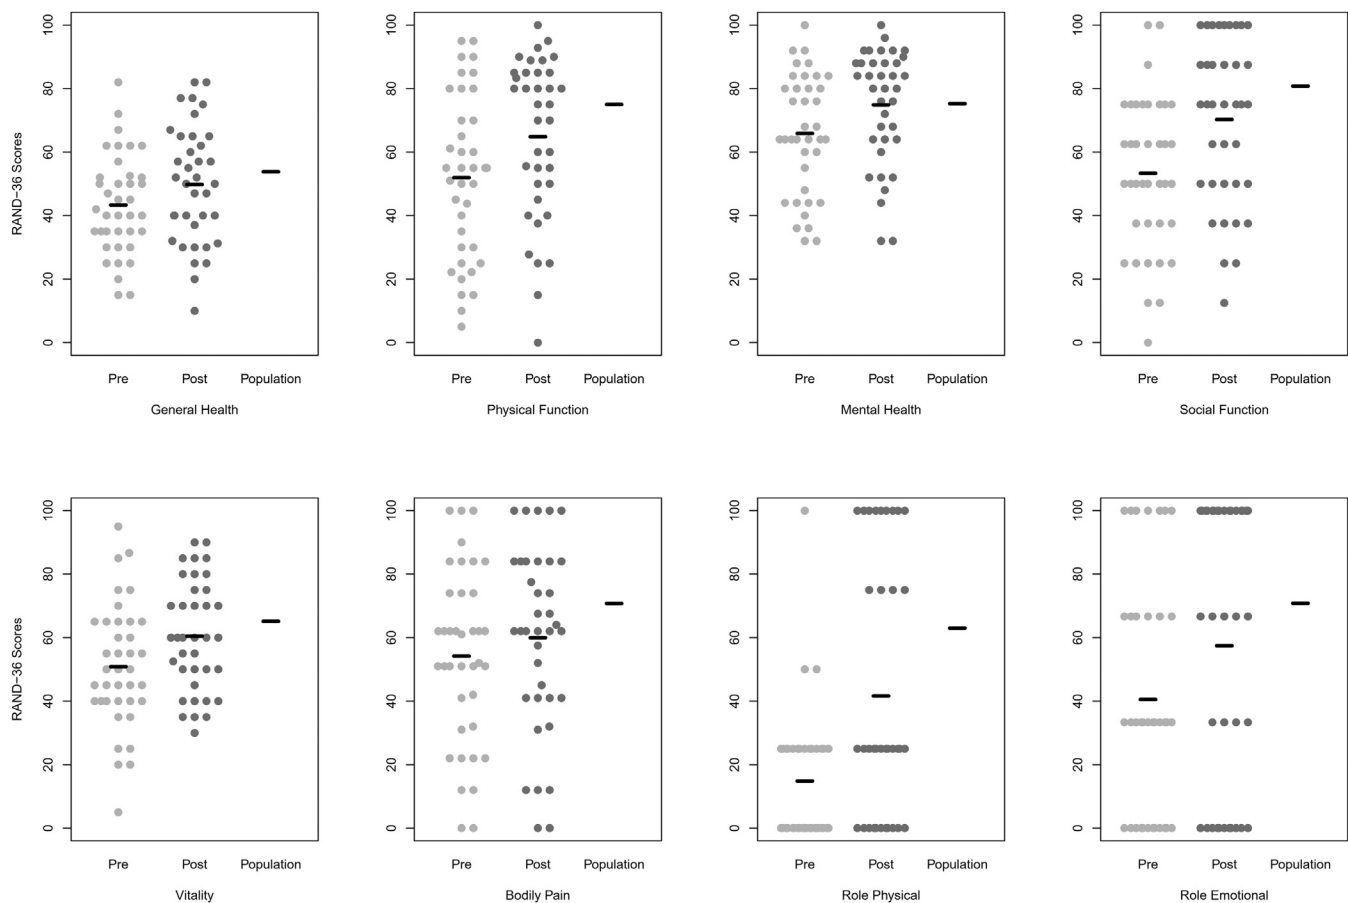 RAND−36 Scores
100
80
60
40
20
0
Pre Post Population
General Health
100
80
60
40
20
0
Pre Post Population
Physical Function
100
80
60
40
20
0
Pre Post Population
Mental Health
100
80
60
40
20
0
Pre Post Population
Social Function
RAND−36 Scores
100
80
60
40
20
0
Pre Post Population
Vitality
100
80
60
40
20
0
Pre Post Population
Bodily Pain
100
80
60
40
20
0
Pre Post Population
Role Physical
100
80
60
40
20
0
Pre Post Population
Role Emotional